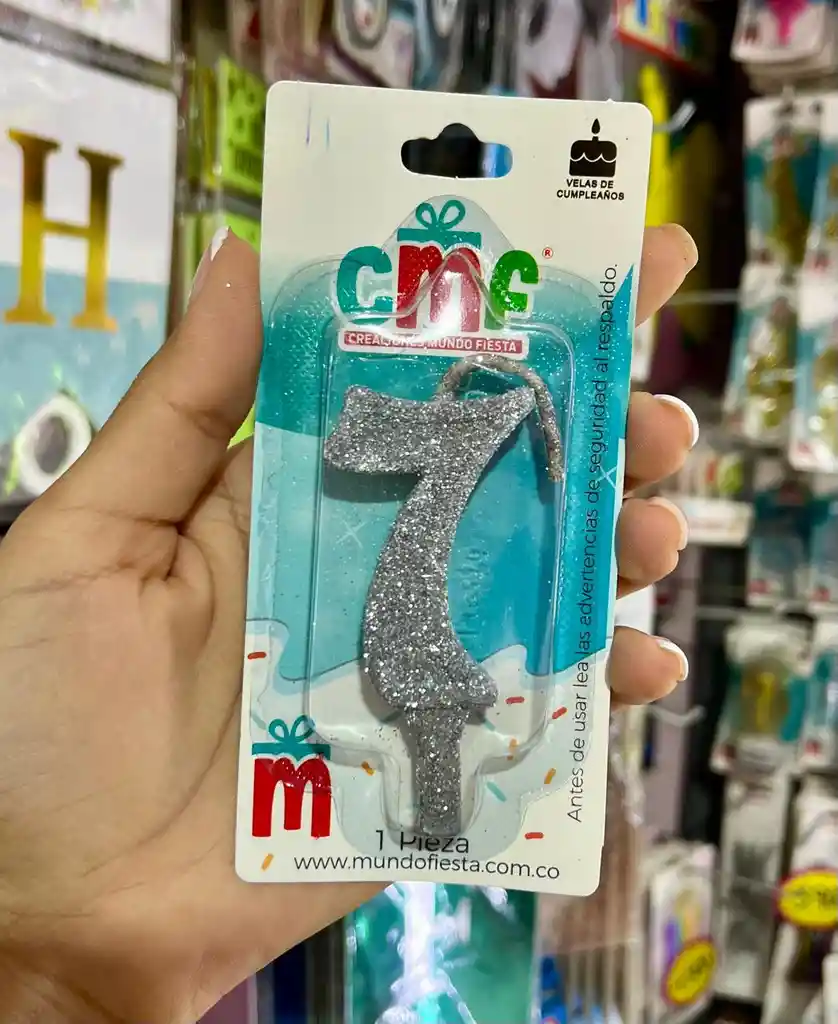 H
VELAS DE
CUMPLEAÑOS
cmf®
CREACIONES MUNDO FIESTA
7
Antes de usar lea las advertencias de seguridad al respaldo.
m
1 Pieza
www.mundofiesta.com.co